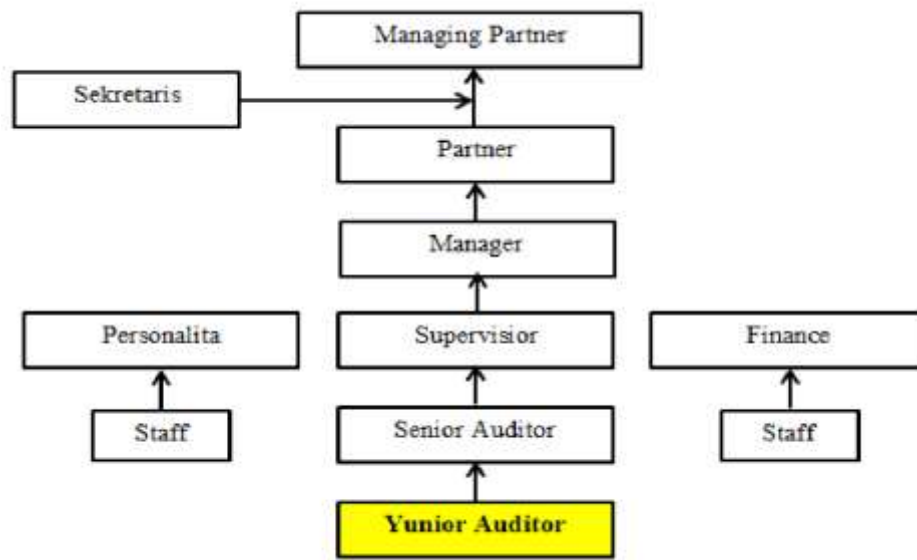 Managing Partner
Sekretaris
Partner
Manager
Personalita
Supervisior
Finance
Staff
Senior Auditor
Staff
Yunior Auditor